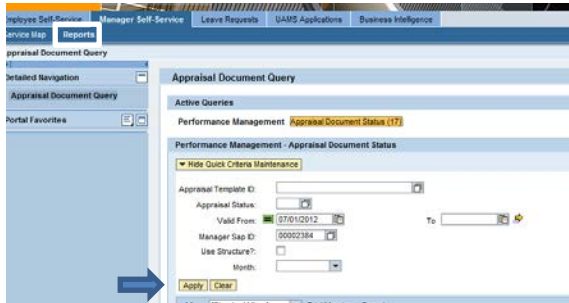 Employee Self-Service Manager Self-Service Leave Requests UAMS Applications Business Intelligence
Service Map Reports
Appraisal Document Query
Detailed Navigation
Appraisal Document Query
Portal Favorites
Appraisal Document Query
Active Queries
Performance Management Appraisal Document Status (17)
Performance Management - Appraisal Document Status
Hide Quick Criteria Maintenance
Appraisal Template ID:
Appraisal Status:
Valid From: 07/01/2012 To
Manager Sap ID: 00002384
Use Structure?:
Month:
Apply Clear